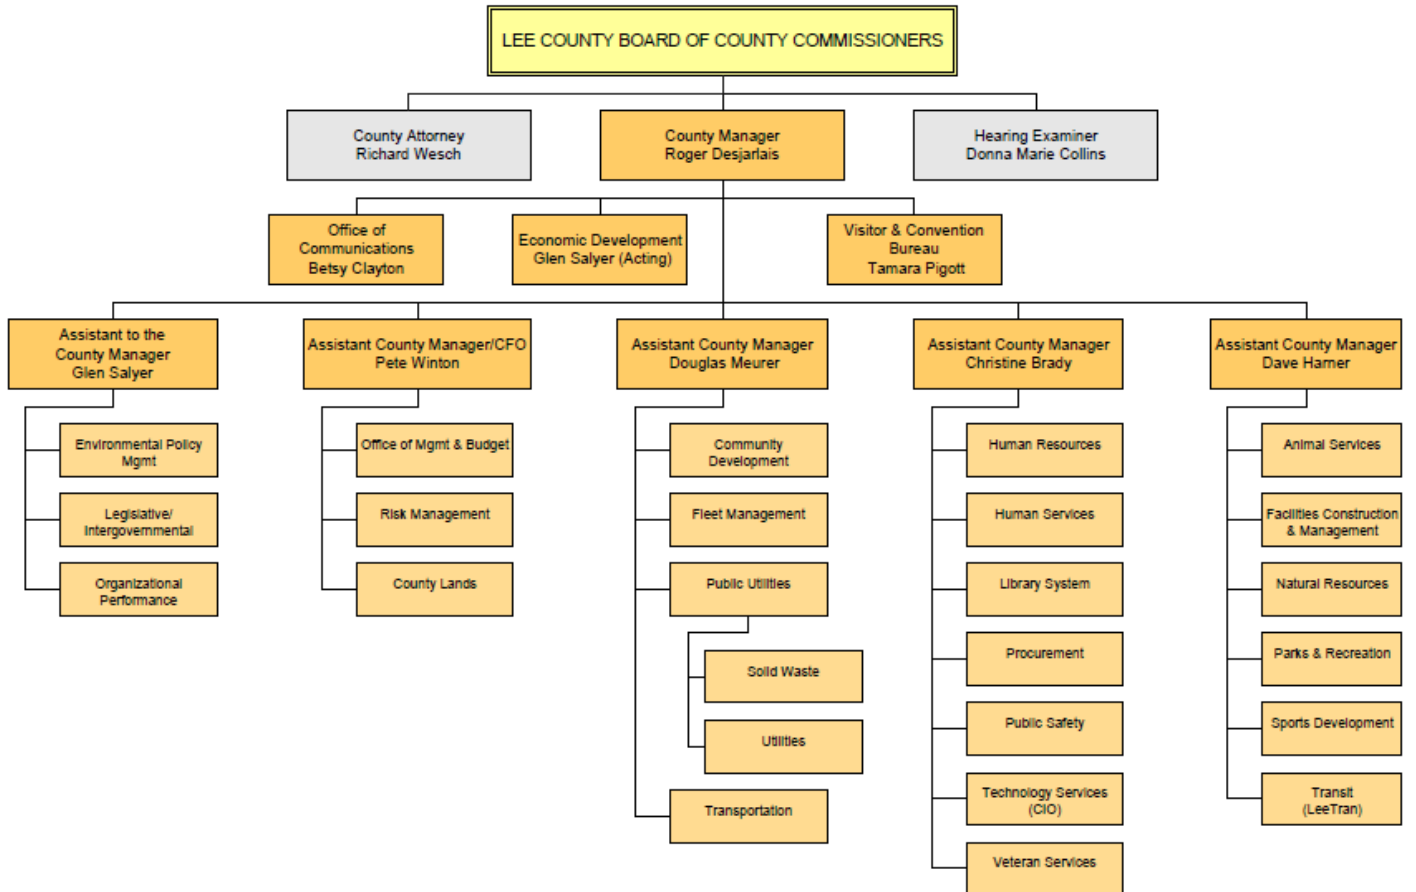 LEE COUNTY BOARD OF COUNTY COMMISSIONERS
County Attorney
Richard Wesch
County Manager
Roger Desjarlais
Hearing Examiner
Donna Marie Collins
Office of
Communications
Betsy Clayton
Economic Development
Glen Salyer (Acting)
Visitor & Convention
Bureau
Tamara Pigott
Assistant to the
County Manager
Glen Salyer
Assistant County Manager/CFO
Pete Winton
Assistant County Manager
Douglas Meurer
Assistant County Manager
Christine Brady
Assistant County Manager
Dave Harner
Environmental Policy
Mgmt
Legislative/
Intergovernmental
Organizational
Performance
Office of Mgmt & Budget
Risk Management
County Lands
Community
Development
Fleet Management
Public Utilities
Solid Waste
Utilities
Transportation
Human Resources
Human Services
Library System
Procurement
Public Safety
Technology Services
(CIO)
Veteran Services
Animal Services
Facilities Construction
& Management
Natural Resources
Parks & Recreation
Sports Development
Transit
(LeeTran)